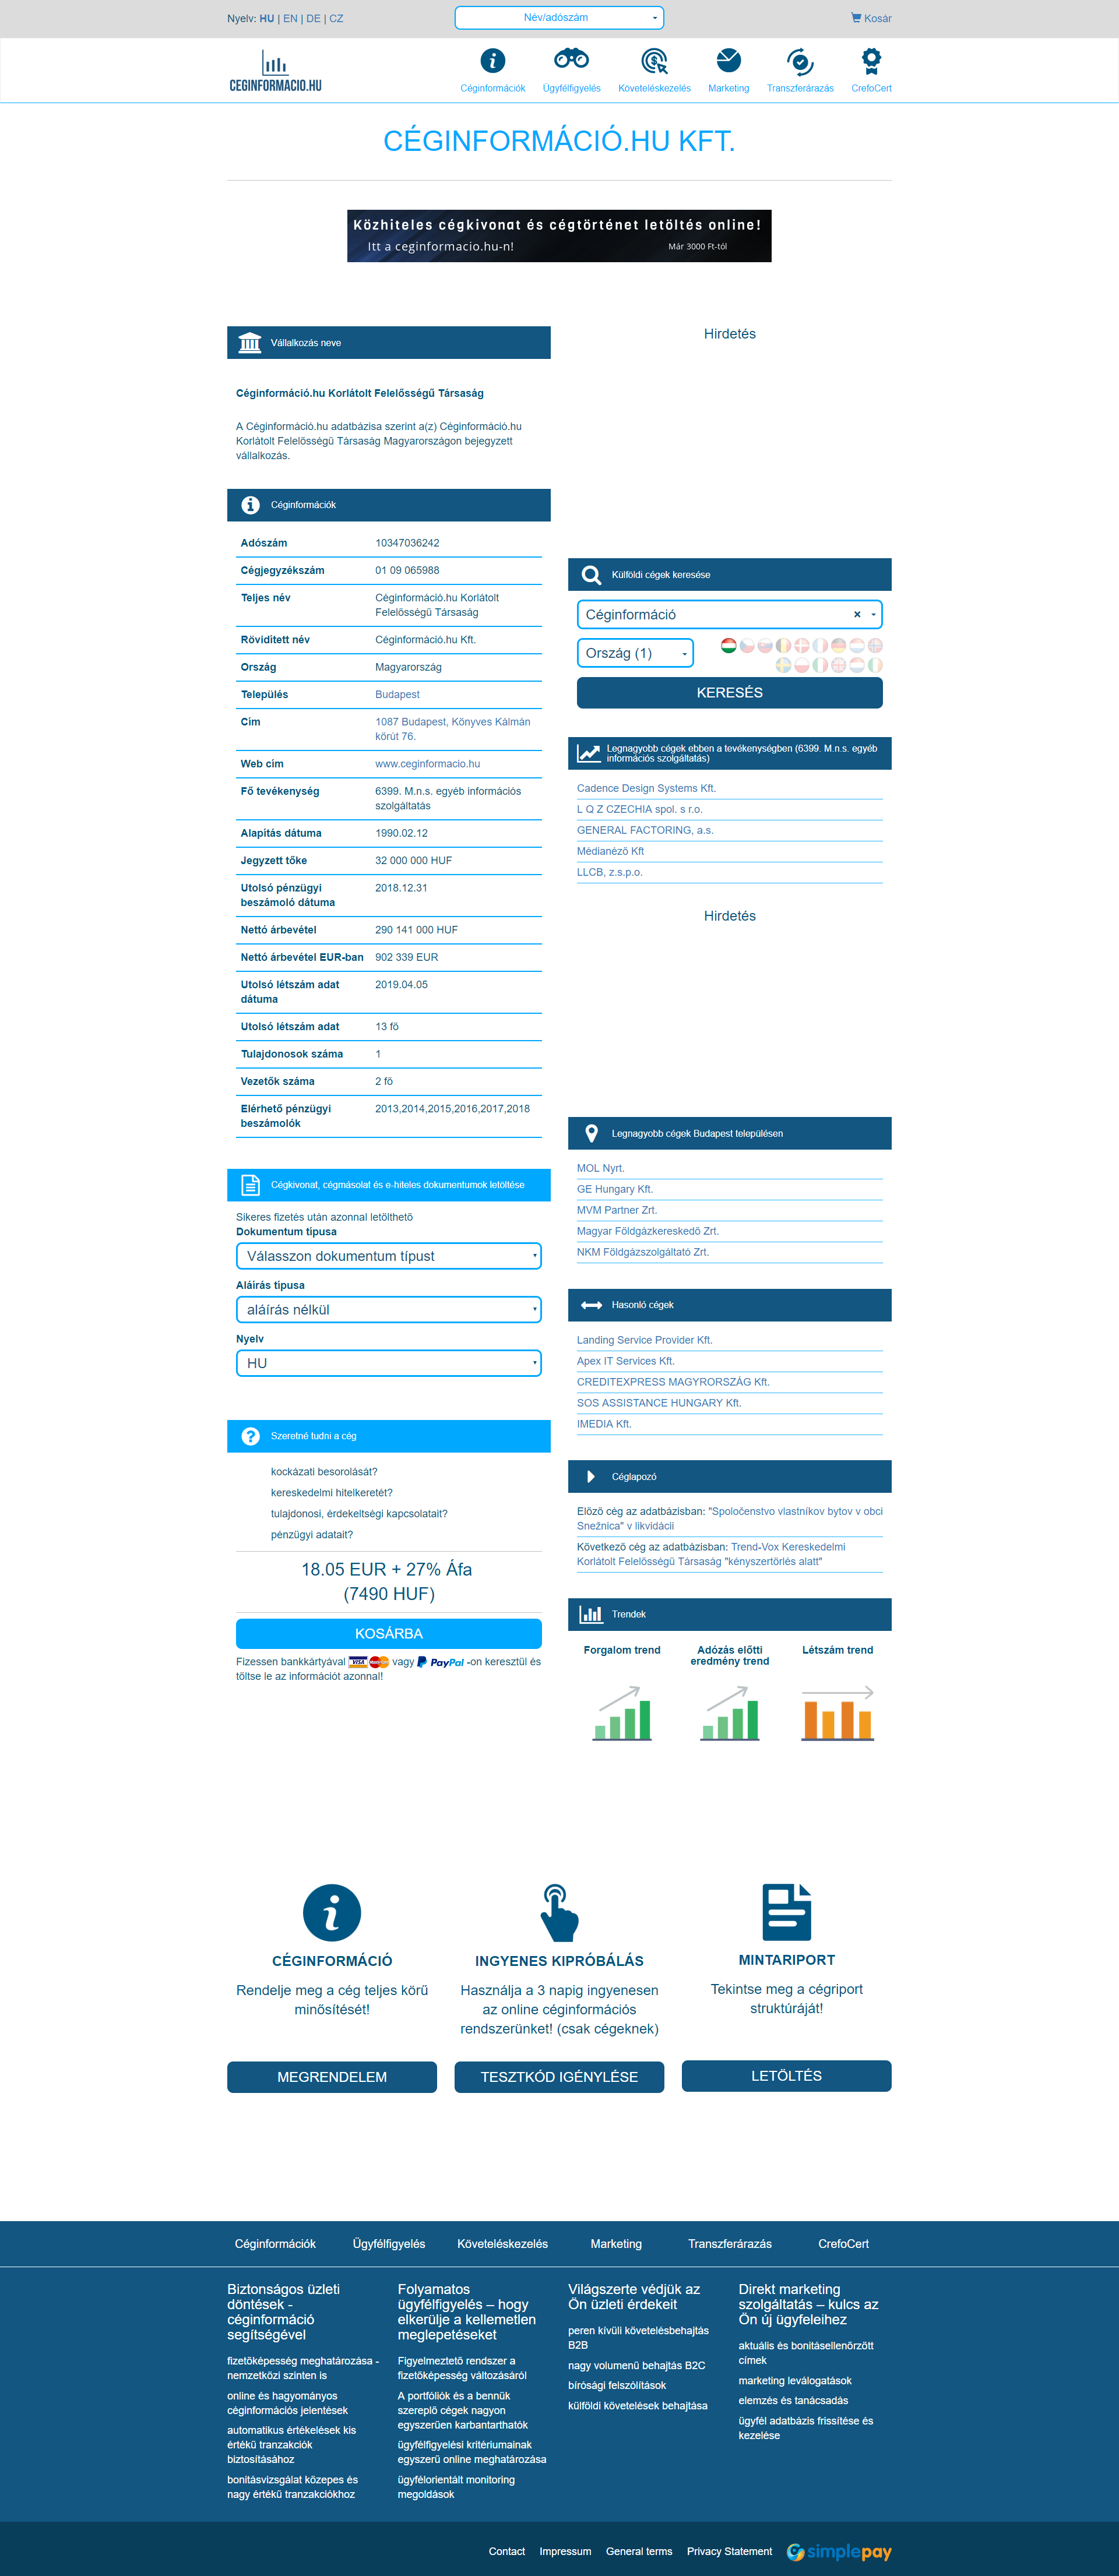 Nyelv: HU | EN | DE | CZ
Név/adószám
Kosár
CEGINFORMACIO.HU
Céginformációk
Ügyfélfigyelés
Követeléskezelés
Marketing
Transzferárazás
CrefoCert
CÉGINFORMÁCIÓ.HU KFT.
Közhiteles cégkivonat és cégtörténet letöltés online!
Itt a ceginformacio.hu-n!
Már 3000 Ft-tól
Vállalkozás neve
Céginformáció.hu Korlátolt Felelősségű Társaság
A Céginformáció.hu adatbázisa szerint a(z) Céginformáció.hu
Korlátolt Felelősségű Társaság Magyarországon bejegyzett
vállalkozás.
Céginformációk
Adószám 10347036242
Cégjegyzékszám 01 09 065988
Teljes név Céginformáció.hu Korlátolt
Felelősségű Társaság
Rövidített név Céginformáció.hu Kft.
Ország Magyarország
Település Budapest
Cím 1087 Budapest, Könyves Kálmán
körút 76.
Web cím www.ceginformacio.hu
Fő tevékenység 6399. M.n.s. egyéb információs
szolgáltatás
Alapítás dátuma 1990.02.12
Jegyzett tőke 32 000 000 HUF
Utolsó pénzügyi 2018.12.31
beszámoló dátuma
Nettó árbevétel 290 141 000 HUF
Nettó árbevétel EUR-ban 902 339 EUR
Utolsó létszám adat 2019.04.05
dátuma
Utolsó létszám adat 13 fő
Tulajdonosok száma 1
Vezetők száma 2 fő
Elérhető pénzügyi 2013,2014,2015,2016,2017,2018
beszámolók
Cégkivonat, cégmásolat és e-hiteles dokumentumok letöltése
Sikeres fizetés után azonnal letölthető
Dokumentum típusa
Válasszon dokumentum típust
Aláírás típusa
aláírás nélkül
Nyelv
HU
Szeretné tudni a cég
kockázati besorolását?
kereskedelmi hitelkeretét?
tulajdonosi, érdekeltségi kapcsolatait?
pénzügyi adatait?
18.05 EUR + 27% Áfa
(7490 HUF)
KOSÁRBA
Fizessen bankkártyával VISA MasterCard vagy PayPal -on keresztül és
töltse le az információt azonnal!
Hirdetés
Külföldi cégek keresése
Céginformáció ×
Ország (1)
KERESÉS
Legnagyobb cégek ebben a tevékenységben (6399. M.n.s. egyéb
információs szolgáltatás)
Cadence Design Systems Kft.
L Q Z CZECHIA spol. s r.o.
GENERAL FACTORING, a.s.
Médianéző Kft
LLCB, z.s.p.o.
Hirdetés
Legnagyobb cégek Budapest településen
MOL Nyrt.
GE Hungary Kft.
MVM Partner Zrt.
Magyar Földgázkereskedő Zrt.
NKM Földgázszolgáltató Zrt.
Hasonló cégek
Landing Service Provider Kft.
Apex IT Services Kft.
CREDITEXPRESS MAGYRORSZÁG Kft.
SOS ASSISTANCE HUNGARY Kft.
IMEDIA Kft.
Céglapozó
Előző cég az adatbázisban: "Spoločenstvo vlastníkov bytov v obci
Snežnica" v likvidácii
Következő cég az adatbázisban: Trend-Vox Kereskedelmi
Korlátolt Felelősségű Társaság "kényszertörlés alatt"
Trendek
Forgalom trend
Adózás előtti
eredmény trend
Létszám trend
CÉGINFORMÁCIÓ
Rendelje meg a cég teljes körű
minősítését!
MEGRENDELEM
INGYENES KIPRÓBÁLÁS
Használja a 3 napig ingyenesen
az online céginformációs
rendszerünket! (csak cégeknek)
TESZTKÓD IGÉNYLÉSE
MINTARIPORT
Tekintse meg a cégriport
struktúráját!
LETÖLTÉS
Céginformációk
Ügyfélfigyelés
Követeléskezelés
Marketing
Transzferárazás
CrefoCert
Biztonságos üzleti
döntések -
céginformáció
segítségével
fizetőképesség meghatározása -
nemzetközi szinten is
online és hagyományos
céginformációs jelentések
automatikus értékelések kis
értékű tranzakciók
biztosításához
bonitásvizsgálat közepes és
nagy értékű tranzakciókhoz
Folyamatos
ügyfélfigyelés – hogy
elkerülje a kellemetlen
meglepetéseket
Figyelmeztető rendszer a
fizetőképesség változásáról
A portfóliók és a bennük
szereplő cégek nagyon
egyszerűen karbantarthatók
ügyfélfigyelési kritériumainak
egyszerű online meghatározása
ügyfélorientált monitoring
megoldások
Világszerte védjük az
Ön üzleti érdekeit
peren kívüli követelésbehajtás
B2B
nagy volumenű behajtás B2C
bírósági felszólítások
külföldi követelések behajtása
Direkt marketing
szolgáltatás – kulcs az
Ön új ügyfeleihez
aktuális és bonitásellenőrzött
címek
marketing leválogatások
elemzés és tanácsadás
ügyfél adatbázis frissítése és
kezelése
Contact
Impressum
General terms
Privacy Statement
simplepay